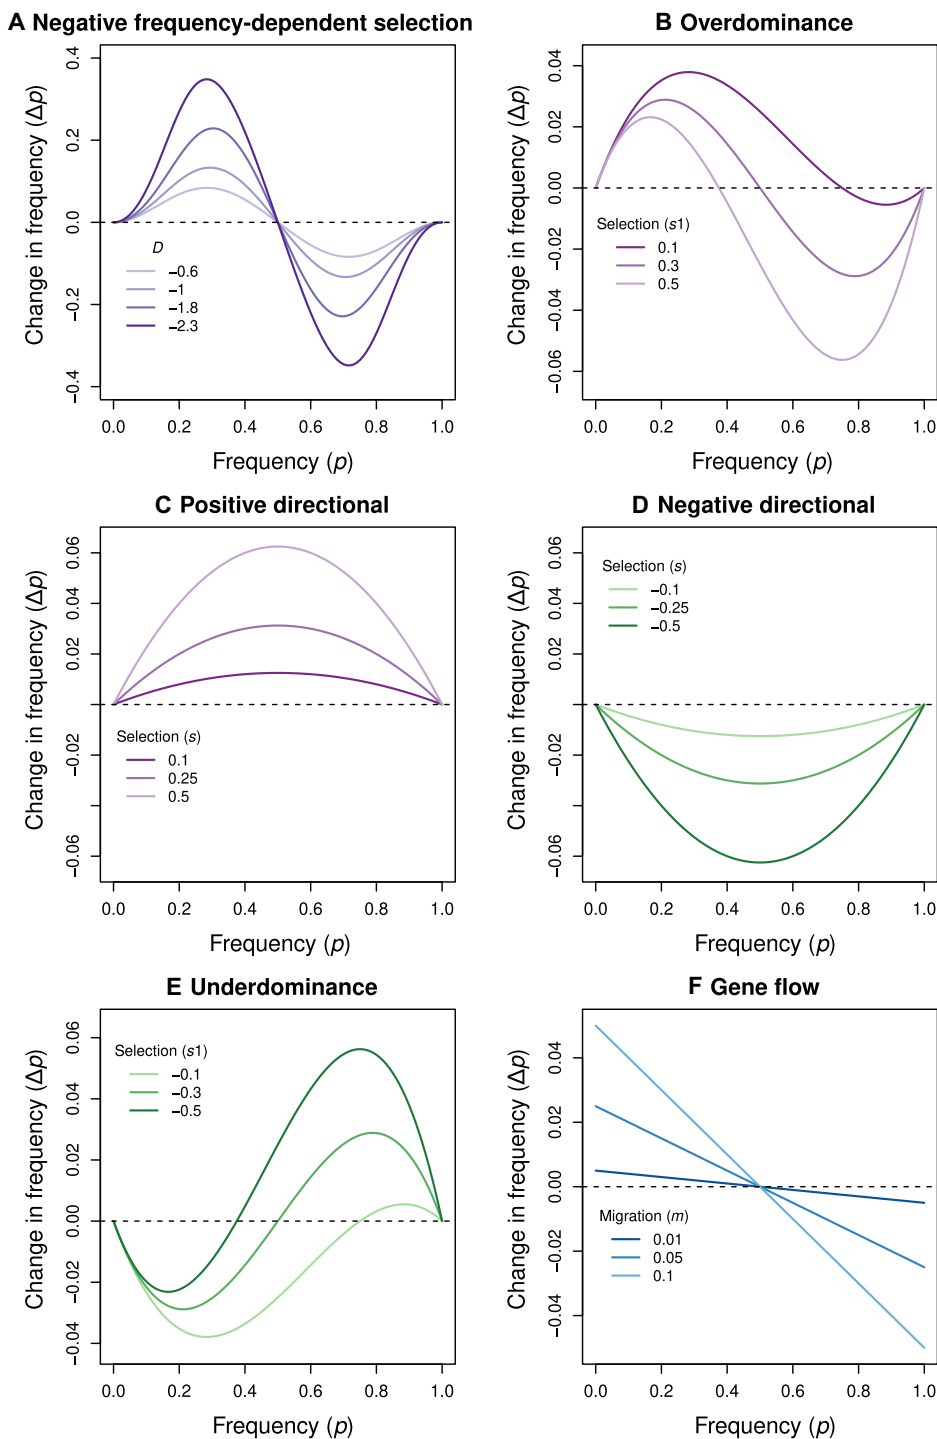 A Negative frequency-dependent selection
Change in frequency (Δp)
0.4
0.2
0.0
−0.2
−0.4
D
−0.6
−1
−1.8
−2.3
0.0 0.2 0.4 0.6 0.8 1.0
Frequency (p)
B Overdominance
Change in frequency (Δp)
0.04
0.02
0.00
−0.02
−0.04
−0.06
Selection (s1)
0.1
0.3
0.5
0.0 0.2 0.4 0.6 0.8 1.0
Frequency (p)
C Positive directional
Change in frequency (Δp)
0.06
0.04
0.02
−0.02
−0.06
Selection (s)
0.1
0.25
0.5
0.0 0.2 0.4 0.6 0.8 1.0
Frequency (p)
D Negative directional
Change in frequency (Δp)
0.06
0.04
0.02
−0.02
−0.06
Selection (s)
−0.1
−0.25
−0.5
0.0 0.2 0.4 0.6 0.8 1.0
Frequency (p)
E Underdominance
Change in frequency (Δp)
0.06
0.04
0.02
0.00
−0.02
−0.04
Selection (s1)
−0.1
−0.3
−0.5
0.0 0.2 0.4 0.6 0.8 1.0
Frequency (p)
F Gene flow
Change in frequency (Δp)
0.04
0.02
0.00
−0.02
−0.04
Migration (m)
0.01
0.05
0.1
0.0 0.2 0.4 0.6 0.8 1.0
Frequency (p)